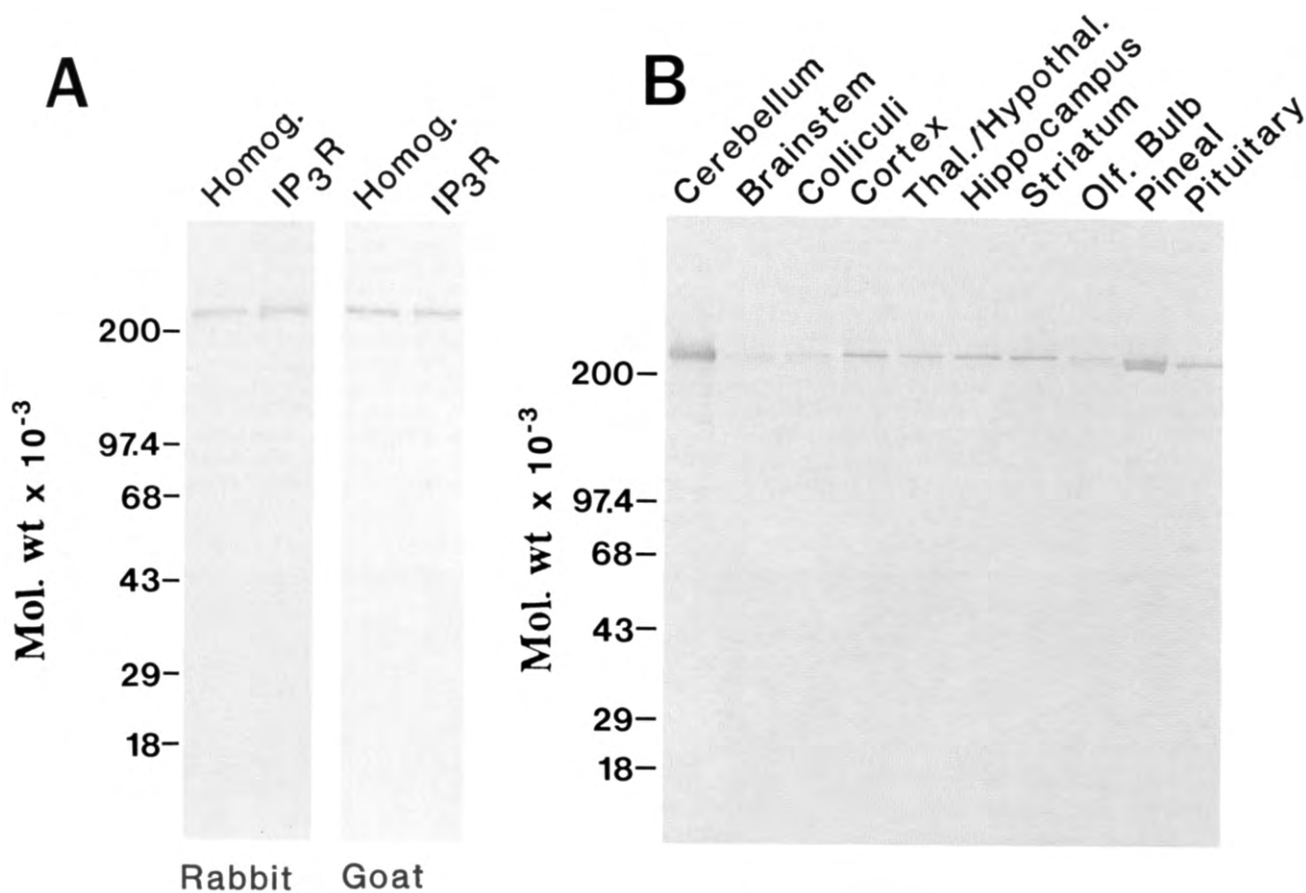 A
Homog.
IP3R
Homog.
IP3R
200
97.4
68
43
29
18
Mol. wt x 10-3
Rabbit
Goat
B
Cerebellum
Brainstem
Colliculi
Cortex
Thal./Hypothal.
Hippocampus
Striatum
Olf. Bulb
Pineal
Pituitary
200
97.4
68
43
29
18
Mol. wt x 10-3